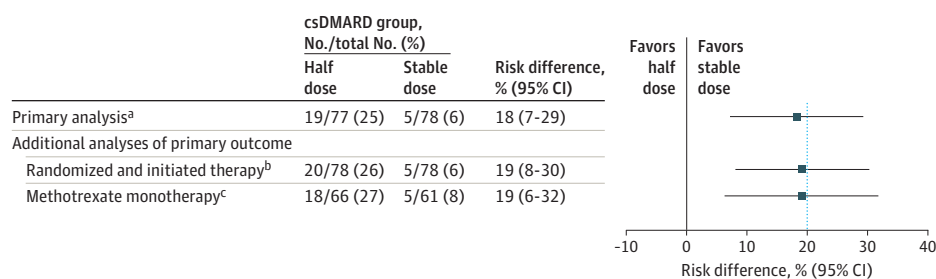 csDMARD group,
No./total No. (%)
Half dose
Stable dose
Risk difference, % (95% CI)
Favors half dose
Favors stable dose
Primary analysisa 19/77 (25) 5/78 (6) 18 (7-29)
Additional analyses of primary outcome
Randomized and initiated therapyb 20/78 (26) 5/78 (6) 19 (8-30)
Methotrexate monotherapyc 18/66 (27) 5/61 (8) 19 (6-32)
-10 0 10 20 30 40
Risk difference, % (95% CI)